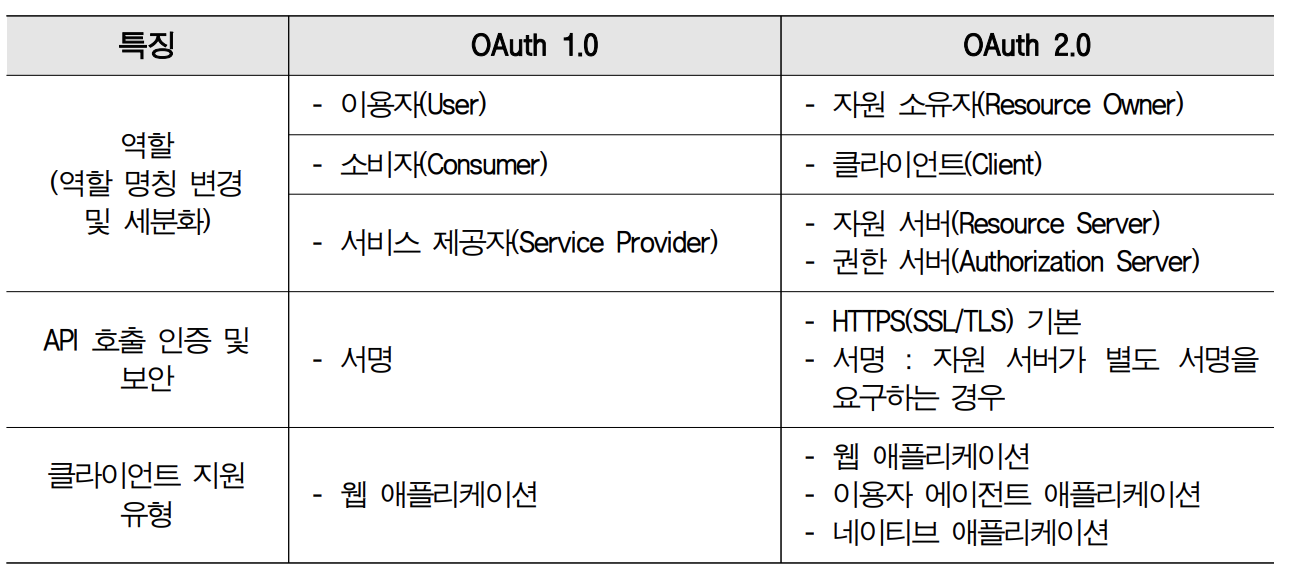 특징
OAuth 1.0
OAuth 2.0
역할
(역할 명칭 변경
및 세분화)
- 이용자(User)
- 자원 소유자(Resource Owner)
- 소비자(Consumer)
- 클라이언트(Client)
- 서비스 제공자(Service Provider)
- 자원 서버(Resource Server)
- 권한 서버(Authorization Server)
API 호출 인증 및
보안
- 서명
- HTTPS(SSL/TLS) 기본
- 서명 : 자원 서버가 별도 서명을
요구하는 경우
클라이언트 지원
유형
- 웹 애플리케이션
- 웹 애플리케이션
- 이용자 에이전트 애플리케이션
- 네이티브 애플리케이션